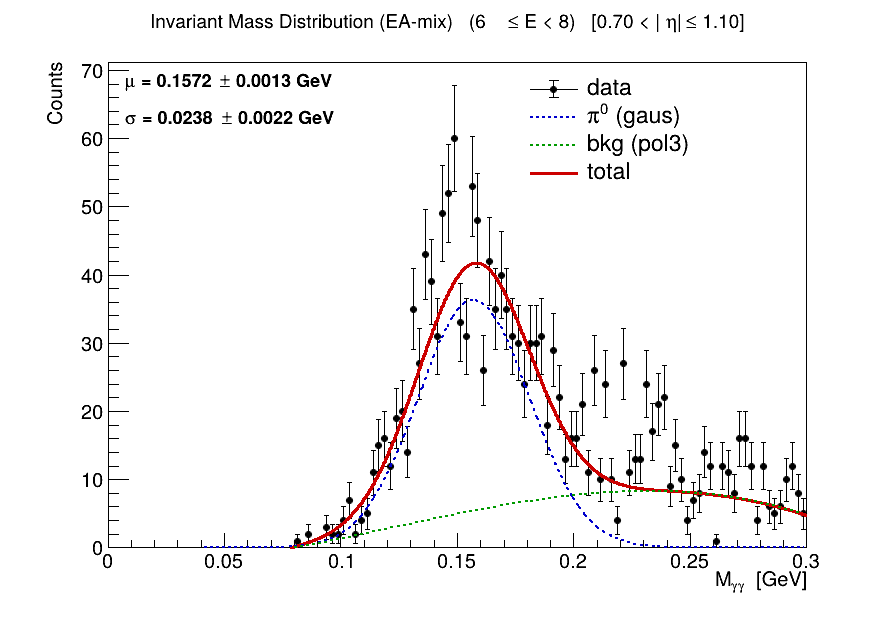 Invariant Mass Distribution (EA-mix) (6 ≤ E < 8) [0.70 < | η| ≤ 1.10]
Counts
μ = 0.1572 ± 0.0013 GeV
σ = 0.0238 ± 0.0022 GeV
data
π⁰ (gaus)
bkg (pol3)
total
70
60
50
40
30
20
10
0
0 0.05 0.1 0.15 0.2 0.25 0.3
Mγγ [GeV]